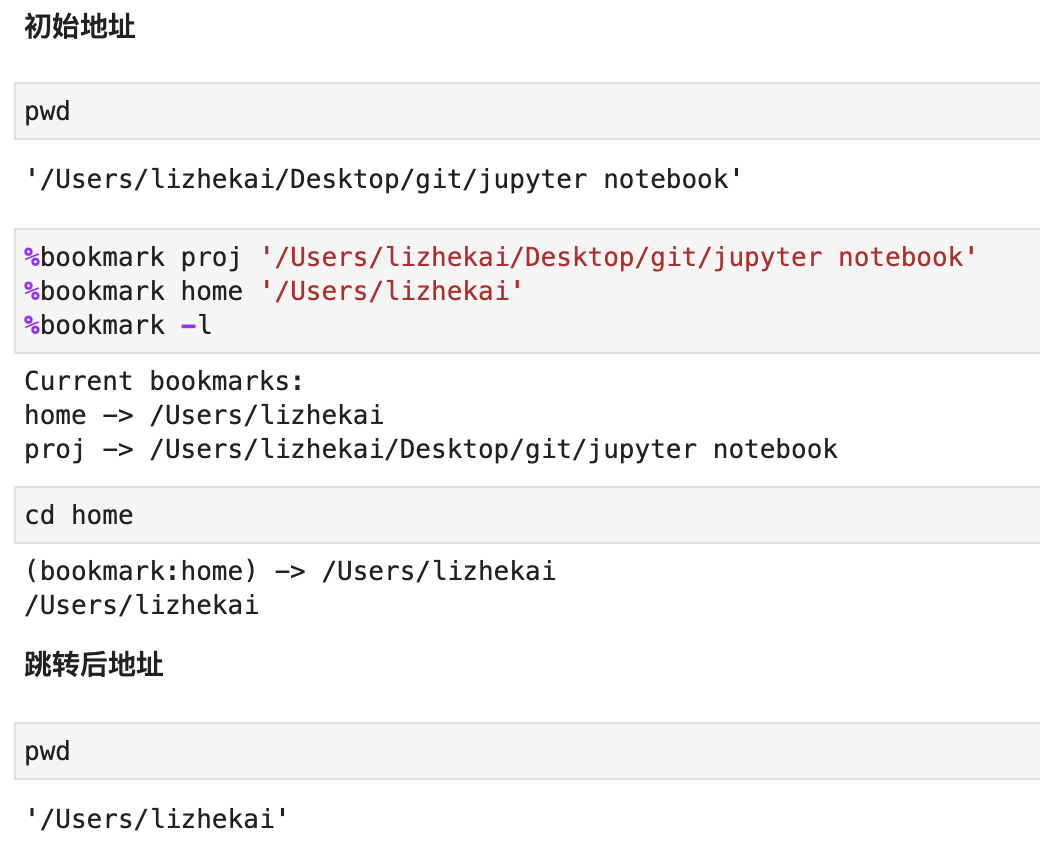 初始地址
pwd
'/Users/lizhekai/Desktop/git/jupyter notebook'
%bookmark proj '/Users/lizhekai/Desktop/git/jupyter notebook'
%bookmark home '/Users/lizhekai'
%bookmark -l
Current bookmarks:
home -> /Users/lizhekai
proj -> /Users/lizhekai/Desktop/git/jupyter notebook
cd home
(bookmark:home) -> /Users/lizhekai
/Users/lizhekai
跳转后地址
pwd
'/Users/lizhekai'